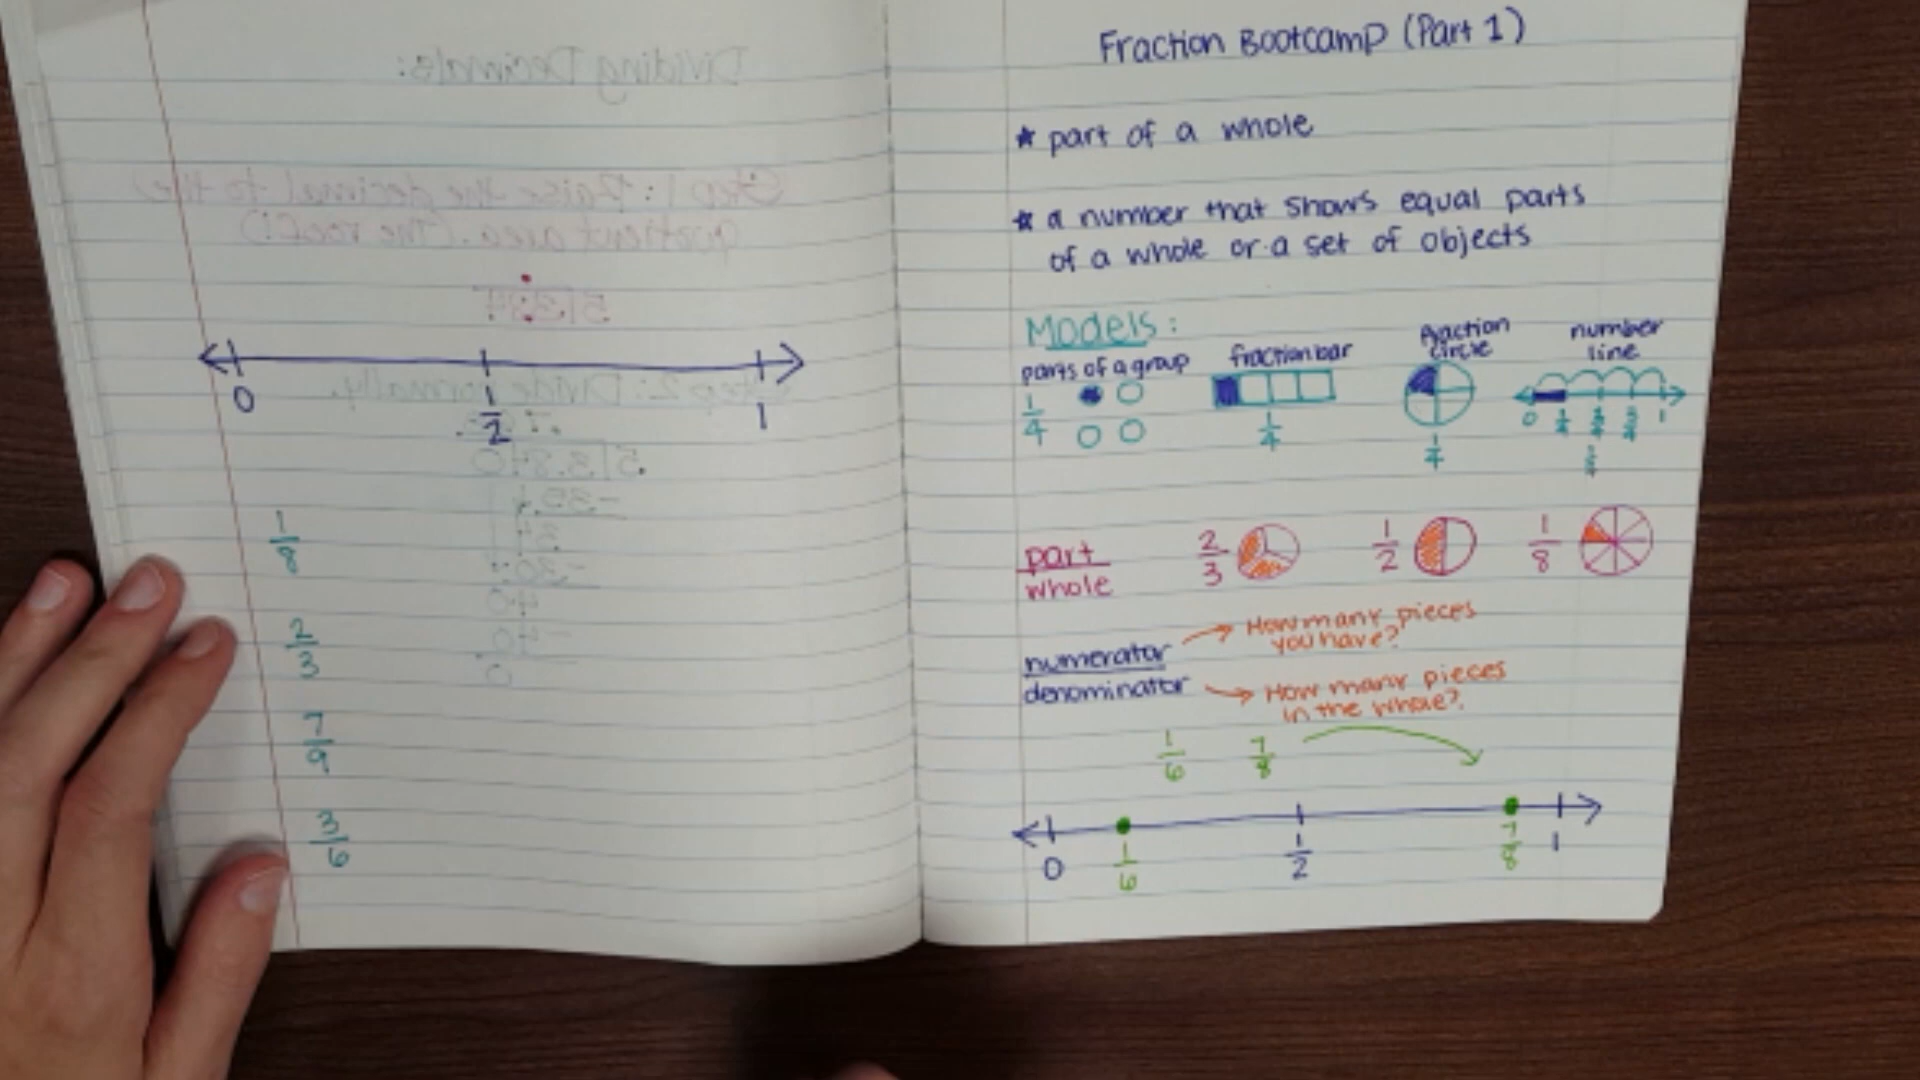 0 1/2 1
1/8
2/3
7/9
3/6
Fraction Bootcamp (Part 1)
★ part of a whole
★ a number that shows equal parts
of a whole or a set of objects
Models:
parts of a group
1/4
fraction bar
1/4
fraction
circle
1/4
number
line
0 1/4 2/4 3/4 1
1/2
part
whole
2/3 1/2 1/8
numerator → How many pieces
you have?
denominator → How many pieces
in the whole?
1/6 7/8
0 1/6 1/2 7/8 1